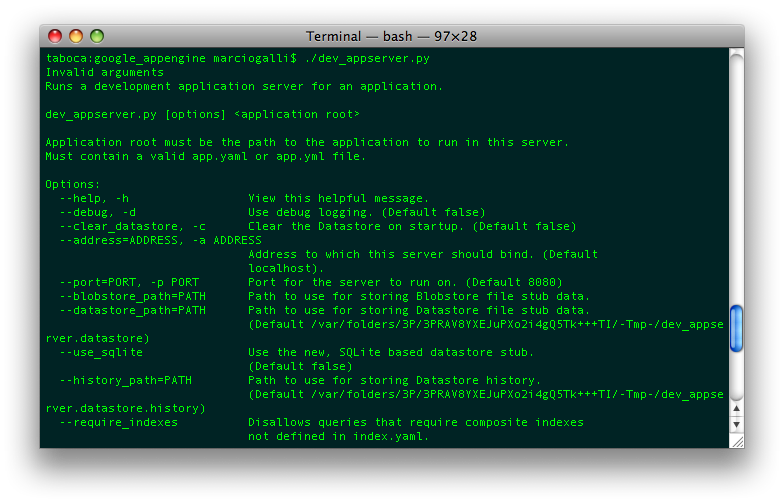 Terminal — bash — 97×28
taboca:google_appengine marciogalli$ ./dev_appserver.py
Invalid arguments
Runs a development application server for an application.
dev_appserver.py [options] <application root>
Application root must be the path to the application to run in this server.
Must contain a valid app.yaml or app.yml file.
Options:
--help, -h View this helpful message.
--debug, -d Use debug logging. (Default false)
--clear_datastore, -c Clear the Datastore on startup. (Default false)
--address=ADDRESS, -a ADDRESS
Address to which this server should bind. (Default
localhost).
--port=PORT, -p PORT Port for the server to run on. (Default 8080)
--blobstore_path=PATH Path to use for storing Blobstore file stub data.
--datastore_path=PATH Path to use for storing Datastore file stub data.
(Default /var/folders/3P/3PRAV8YXEJuPXo2i4gQ5Tk+++TI/-Tmp-/dev_appse
rver.datastore)
--use_sqlite Use the new, SQLite based datastore stub.
(Default false)
--history_path=PATH Path to use for storing Datastore history.
(Default /var/folders/3P/3PRAV8YXEJuPXo2i4gQ5Tk+++TI/-Tmp-/dev_appse
rver.datastore.history)
--require_indexes Disallows queries that require composite indexes
not defined in index.yaml.